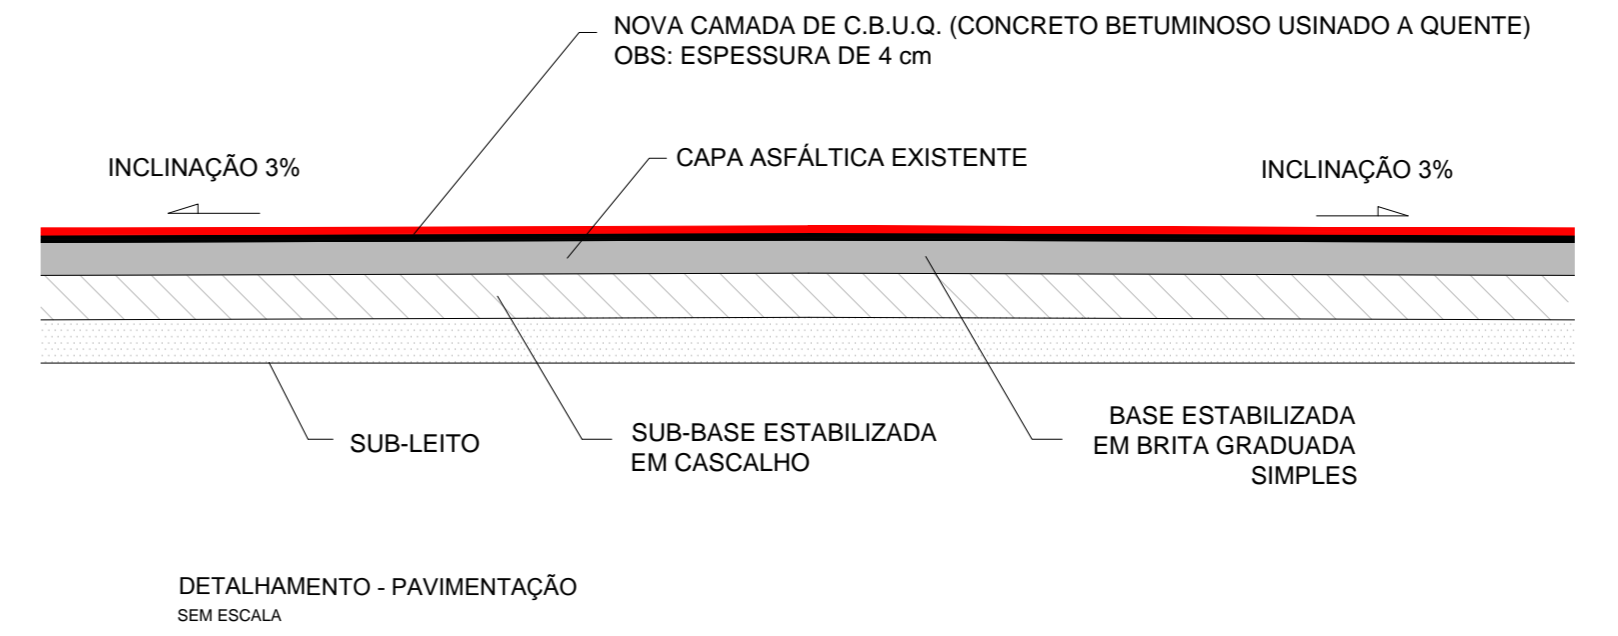 NOVA CAMADA DE C.B.U.Q. (CONCRETO BETUMINOSO USINADO A QUENTE)
OBS: ESPESSURA DE 4 cm
CAPA ASFÁLTICA EXISTENTE
INCLINAÇÃO 3%
INCLINAÇÃO 3%
SUB-LEITO
SUB-BASE ESTABILIZADA
EM CASCALHO
BASE ESTABILIZADA
EM BRITA GRADUADA
SIMPLES
DETALHAMENTO - PAVIMENTAÇÃO
SEM ESCALA